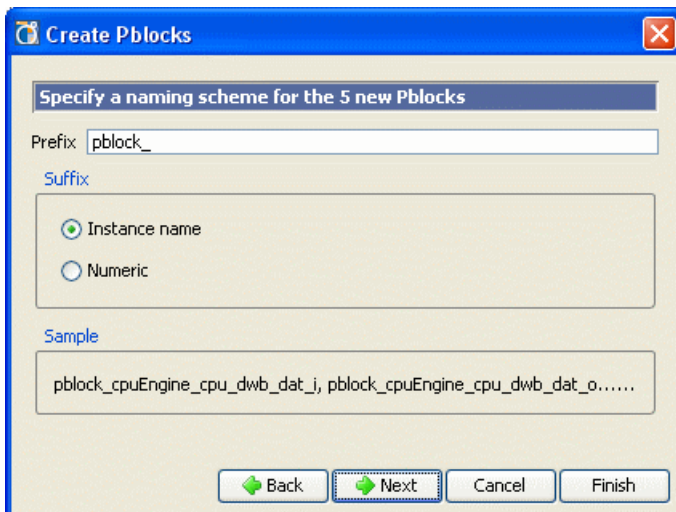 Create Pblocks
Specify a naming scheme for the 5 new Pblocks
Prefix pblock_
Suffix
Instance name
Numeric
Sample
pblock_cpuEngine_cpu_dwb_dat_i, pblock_cpuEngine_cpu_dwb_dat_o......
Back Next Cancel Finish